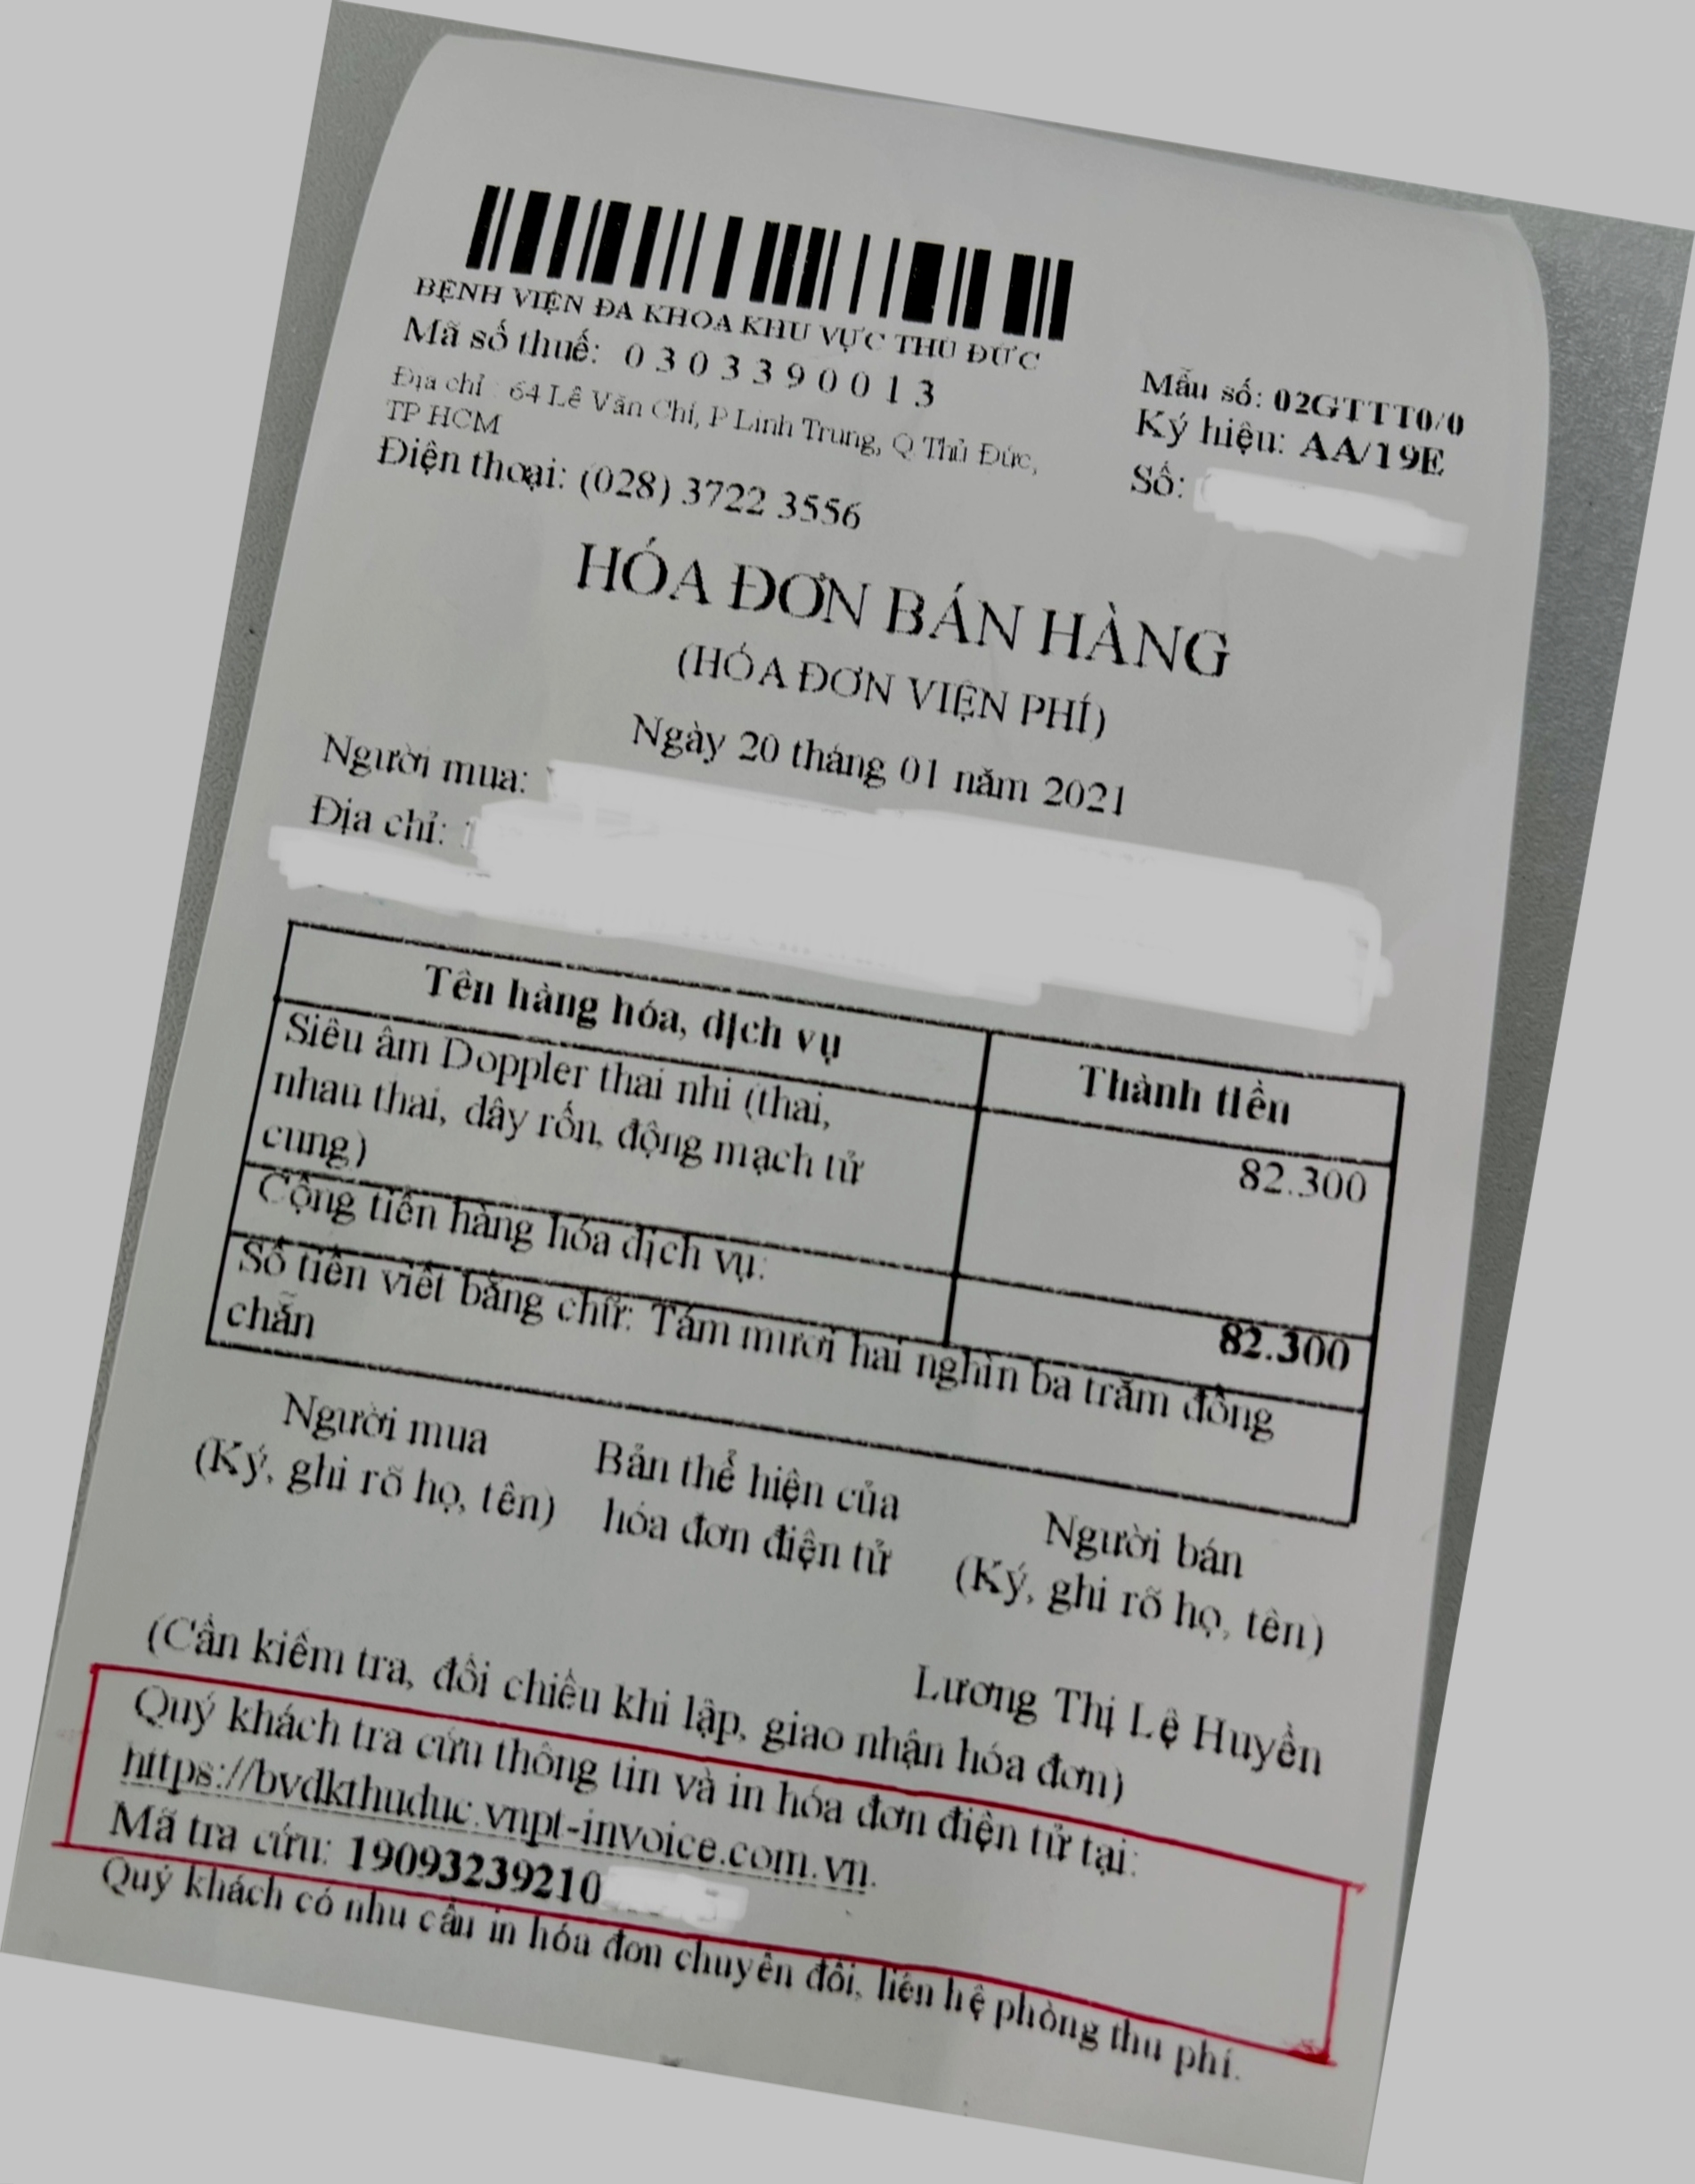 BỆNH VIỆN ĐA KHOA KHU VỰC THỦ ĐỨC
Mã số thuế: 0 3 0 3 3 9 0 0 1 3
Địa chỉ : 64 Lê Văn Chí, P Linh Trung, Q Thủ Đức,
TP HCM
Điện thoại: (028) 3722 3556
Mẫu số: 02GTTT0/0
Ký hiệu: AA/19E
Số:
HÓA ĐƠN BÁN HÀNG
(HÓA ĐƠN VIỆN PHÍ)
Ngày 20 tháng 01 năm 2021
Người mua:
Địa chỉ:
Tên hàng hóa, dịch vụ
Thành tiền
Siêu âm Doppler thai nhi (thai,
nhau thai, dây rốn, động mạch tử
cung)
82.300
Cộng tiền hàng hóa dịch vụ:
82.300
Số tiền viết bằng chữ: Tám mươi hai nghìn ba trăm đồng
chẵn
Người mua
(Ký, ghi rõ họ, tên)
Bản thể hiện của
hóa đơn điện tử
Người bán
(Ký, ghi rõ họ, tên)
Lương Thị Lệ Huyền
(Cần kiểm tra, đối chiếu khi lập, giao nhận hóa đơn)
Quý khách tra cứu thông tin và in hóa đơn điện tử tại:
https://bvdkthuduc.vnpt-invoice.com.vn.
Mã tra cứu: 19093239210
Quý khách có nhu cầu in hóa đơn chuyển đổi, liên hệ phòng thu phí.